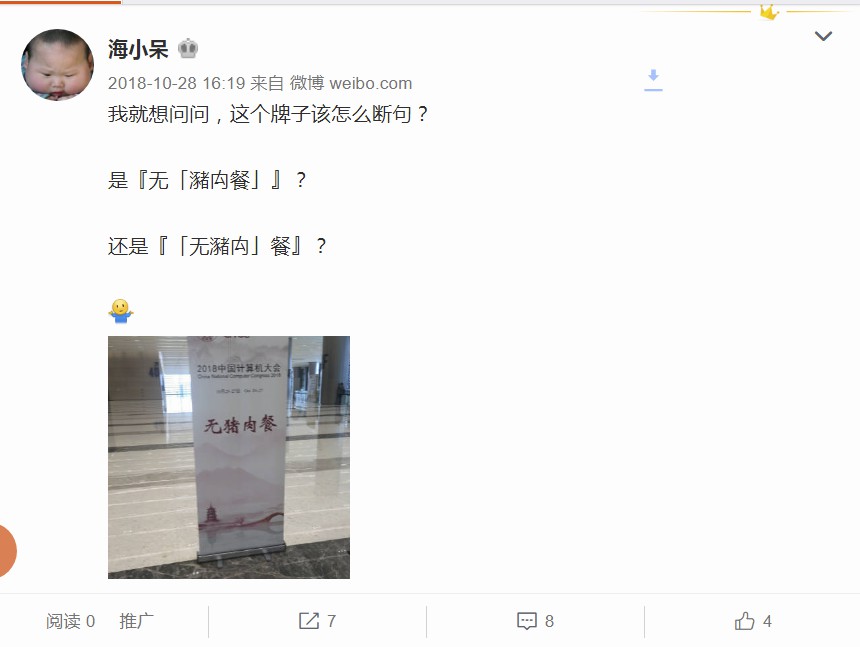 海小呆
2018-10-28 16:19 来自 微博 weibo.com
我就想问问，这个牌子该怎么断句？
是『无「豬肉餐」』？
还是『「无豬肉」餐』？
2018中国计算机大会
China National Computer Congress 2018
无猪肉餐
阅读 0 推广 7 8 4